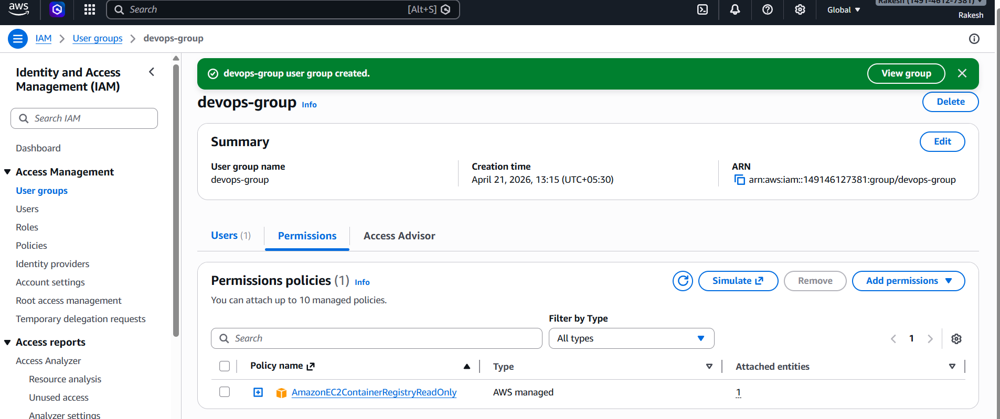 aws
Search [Alt+S]
Global
Rakesh (1491-4612-7381)
Rakesh
IAM
User groups
devops-group
Identity and Access
Management (IAM)
Search IAM
Dashboard
Access Management
User groups
Users
Roles
Policies
Identity providers
Account settings
Root access management
Temporary delegation requests
Access reports
Access Analyzer
Resource analysis
Unused access
Analyzer settings
devops-group user group created.
View group
devops-group Info
Delete
Summary
Edit
User group name
devops-group
Creation time
April 21, 2026, 13:15 (UTC+05:30)
ARN
arn:aws:iam::149146127381:group/devops-group
Users (1)
Permissions
Access Advisor
Permissions policies (1) Info
Simulate
Remove
Add permissions
You can attach up to 10 managed policies.
Filter by Type
Search
All types
1
Policy name
Type
Attached entities
AmazonEC2ContainerRegistryReadOnly
AWS managed
1